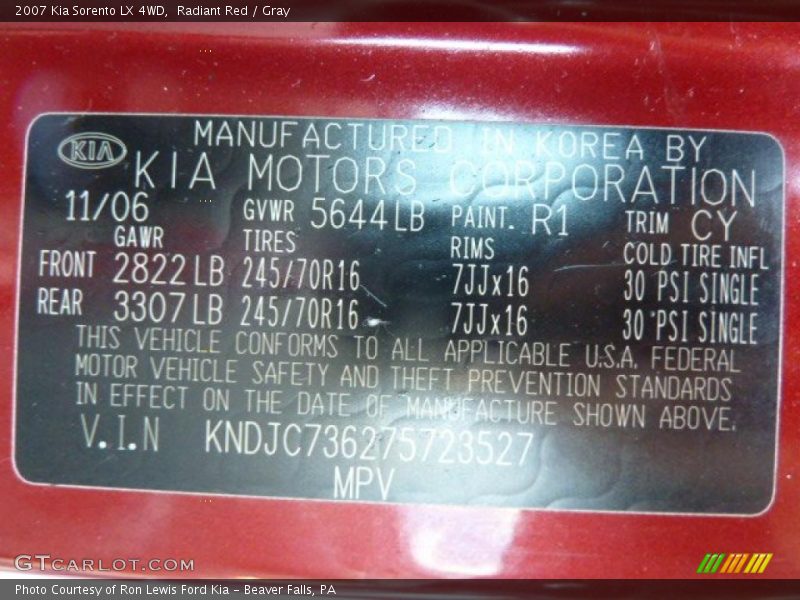 2007 Kia Sorento LX 4WD, Radiant Red / Gray
MANUFACTURED IN KOREA BY
KIA KIA MOTORS CORPORATION
11/06 GVWR 5644LB PAINT. R1 TRIM CY
GAWR TIRES RIMS COLD TIRE INFL
FRONT 2822LB 245/70R16 7JJx16 30 PSI SINGLE
REAR 3307LB 245/70R16 7JJx16 30 PSI SINGLE
THIS VEHICLE CONFORMS TO ALL APPLICABLE U.S.A. FEDERAL
MOTOR VEHICLE SAFETY AND THEFT PREVENTION STANDARDS
IN EFFECT ON THE DATE OF MANUFACTURE SHOWN ABOVE.
V.I.N KNDJC736275723527
MPV
GTCARLOT.COM
Photo Courtesy of Ron Lewis Ford Kia - Beaver Falls, PA